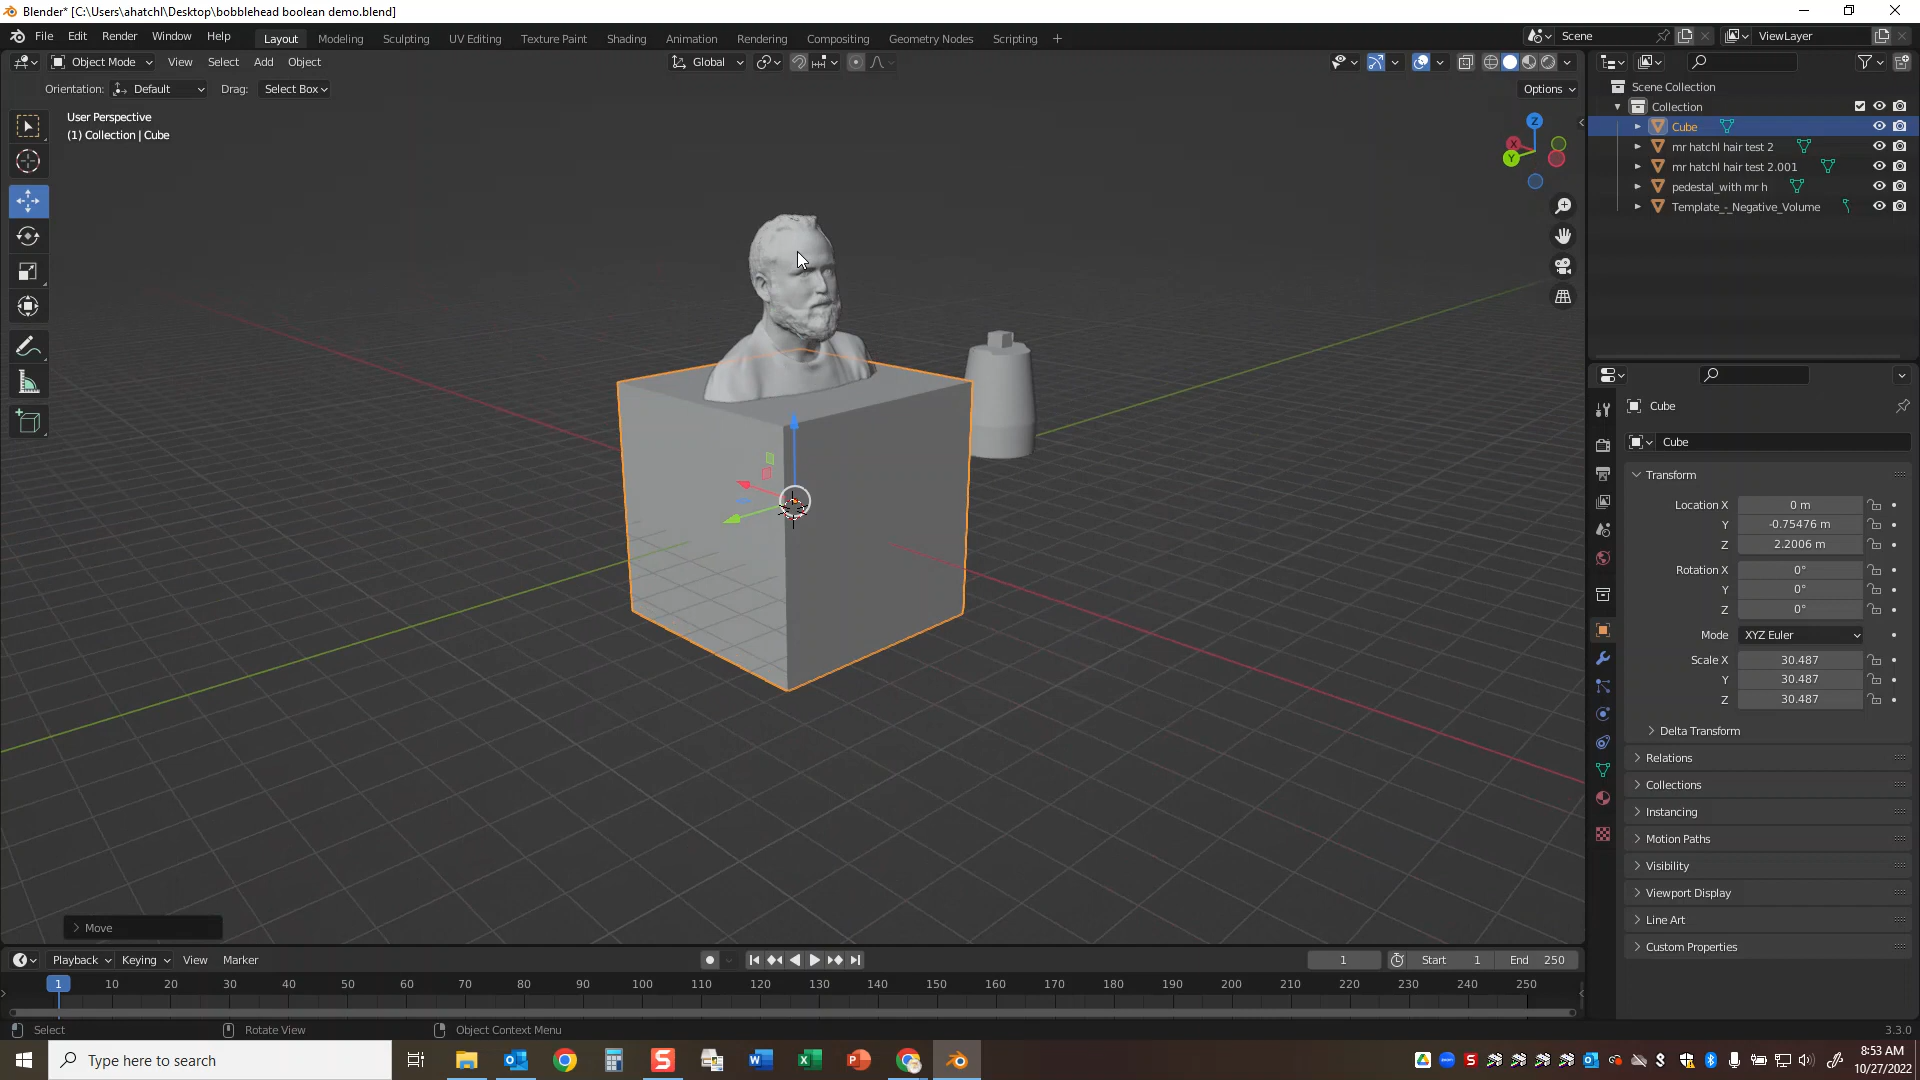 Blender* [C:\Users\ahatchl\Desktop\bobblehead boolean demo.blend]
File Edit Render Window Help Layout Modeling Sculpting UV Editing Texture Paint Shading Animation Rendering Compositing Geometry Nodes Scripting + Scene ViewLayer
Object Mode View Select Add Object Global
Orientation: Default Drag: Select Box Options
User Perspective
(1) Collection | Cube
Z
X
Y
Scene Collection
Collection
Cube
mr hatchl hair test 2
mr hatchl hair test 2.001
pedestal_with mr h
Template_-_Negative_Volume
Cube
Cube
Transform
Location X 0 m
Y -0.75476 m
Z 2.2006 m
Rotation X 0°
Y 0°
Z 0°
Mode XYZ Euler
Scale X 30.487
Y 30.487
Z 30.487
Delta Transform
Relations
Collections
Instancing
Motion Paths
Visibility
Viewport Display
Line Art
Custom Properties
Move
Playback Keying View Marker 1 Start 1 End 250
1 10 20 30 40 50 60 70 80 90 100 110 120 130 140 150 160 170 180 190 200 210 220 230 240 250
Select Rotate View Object Context Menu 3.3.0
Type here to search
8:53 AM
10/27/2022